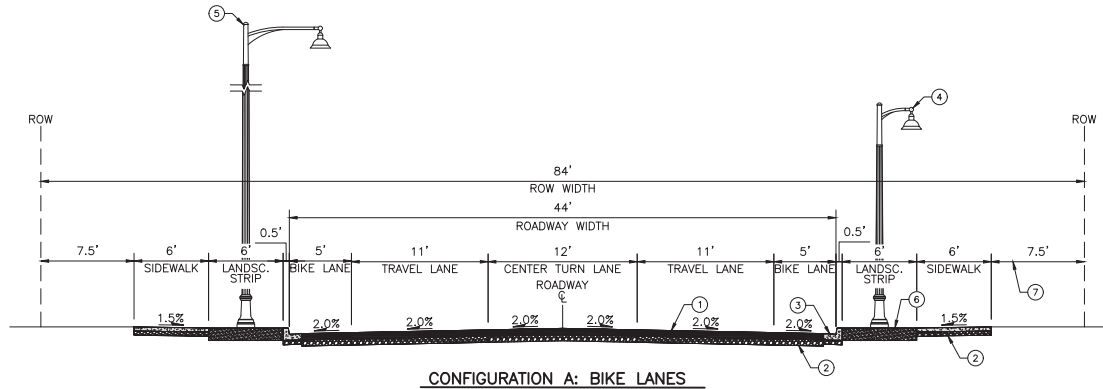 5
4
ROW
ROW
84'
ROW WIDTH
44'
ROADWAY WIDTH
0.5'
0.5'
7.5'
6'
6'
5'
11'
12'
11'
5'
6'
6'
7.5'
SIDEWALK
LANDSC.
STRIP
BIKE LANE
TRAVEL LANE
CENTER TURN LANE
ROADWAY
℄
TRAVEL LANE
BIKE LANE
LANDSC.
STRIP
SIDEWALK
1
3
6
7
1.5%
2.0%
2.0%
2.0%
2.0%
2.0%
2.0%
1.5%
2
2
CONFIGURATION A: BIKE LANES